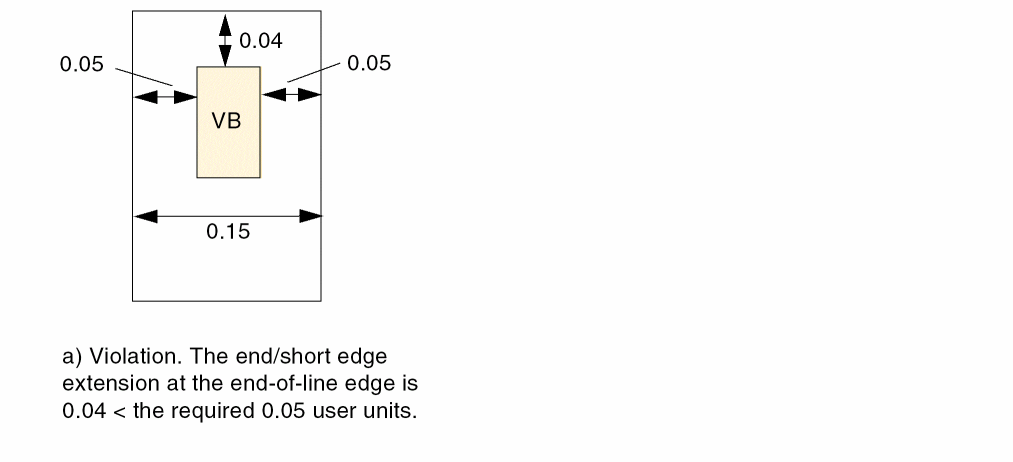 0.04
0.05
0.05
VB
0.15
a) Violation. The end/short edge
extension at the end-of-line edge is
0.04 < the required 0.05 user units.